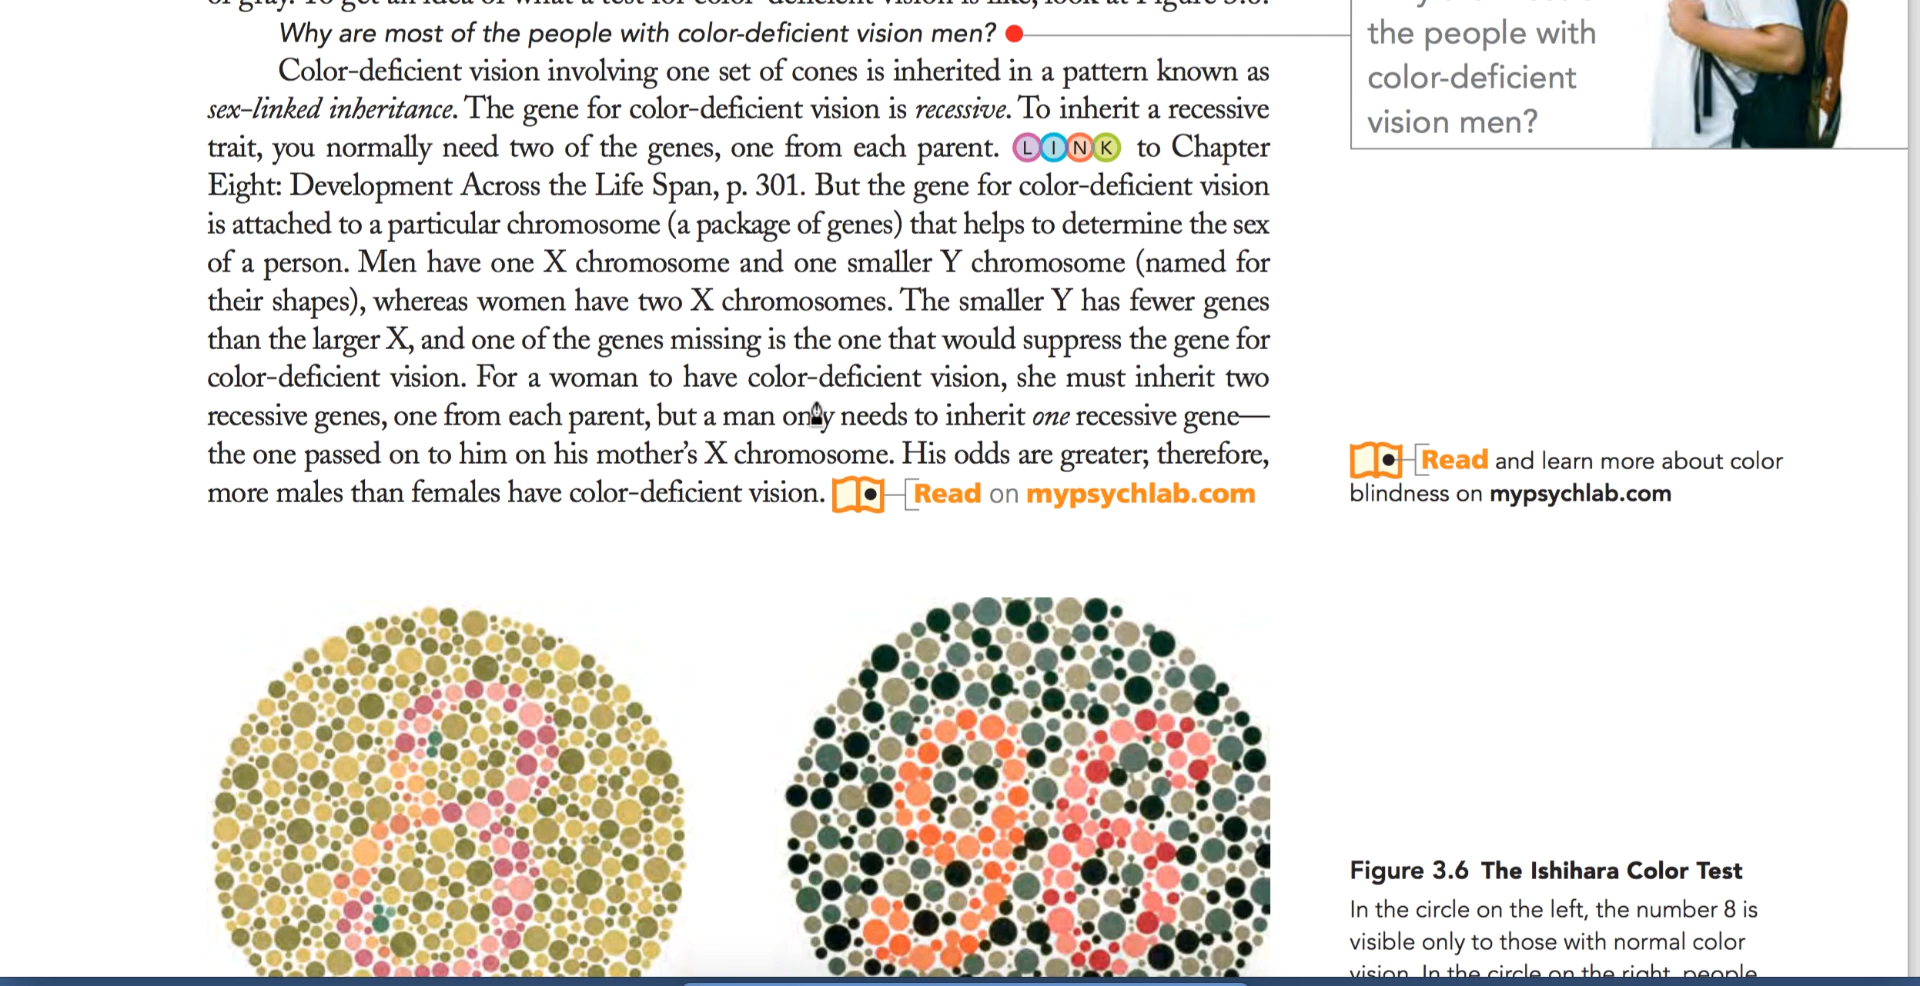 Why are most of the people with color-deficient vision men?
Color-deficient vision involving one set of cones is inherited in a pattern known as
sex-linked inheritance. The gene for color-deficient vision is recessive. To inherit a recessive
trait, you normally need two of the genes, one from each parent. LINK to Chapter
Eight: Development Across the Life Span, p. 301. But the gene for color-deficient vision
is attached to a particular chromosome (a package of genes) that helps to determine the sex
of a person. Men have one X chromosome and one smaller Y chromosome (named for
their shapes), whereas women have two X chromosomes. The smaller Y has fewer genes
than the larger X, and one of the genes missing is the one that would suppress the gene for
color-deficient vision. For a woman to have color-deficient vision, she must inherit two
recessive genes, one from each parent, but a man only needs to inherit one recessive gene—
the one passed on to him on his mother's X chromosome. His odds are greater; therefore,
more males than females have color-deficient vision. Read on mypsychlab.com
the people with
color-deficient
vision men?
Read and learn more about color
blindness on mypsychlab.com
Figure 3.6 The Ishihara Color Test
In the circle on the left, the number 8 is
visible only to those with normal color
vision. In the circle on the right, people